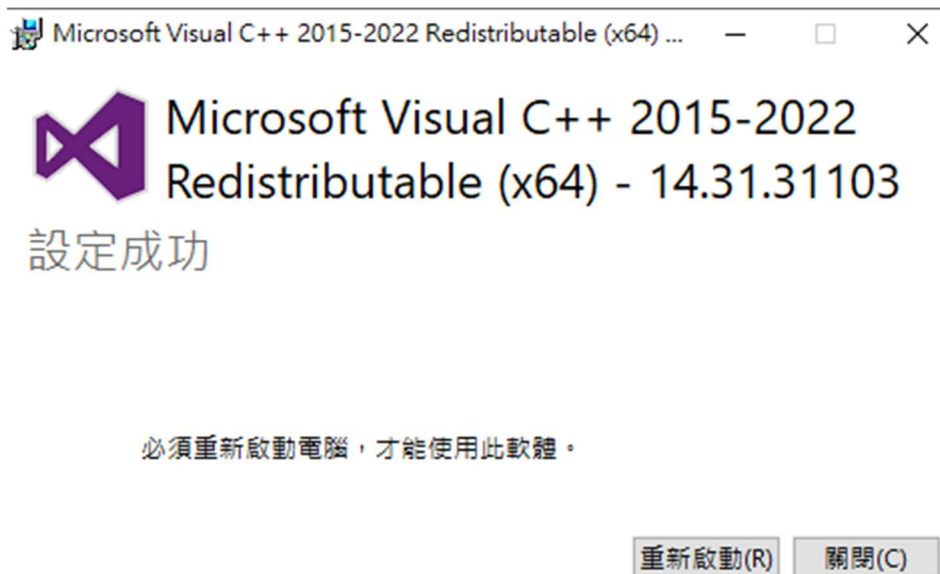 Microsoft Visual C++ 2015-2022 Redistributable (x64) ...
Microsoft Visual C++ 2015-2022
Redistributable (x64) - 14.31.31103
設定成功
必須重新啟動電腦，才能使用此軟體。
重新啟動(R) 關閉(C)